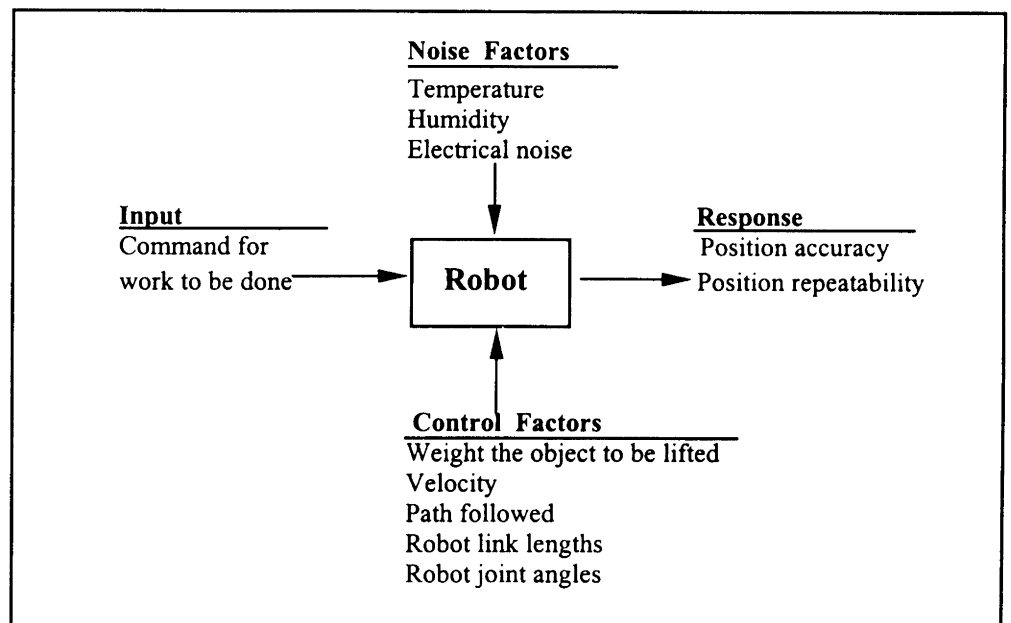 Noise Factors
Temperature
Humidity
Electrical noise
Input
Command for
work to be done
Robot
Response
Position accuracy
Position repeatability
Control Factors
Weight the object to be lifted
Velocity
Path followed
Robot link lengths
Robot joint angles